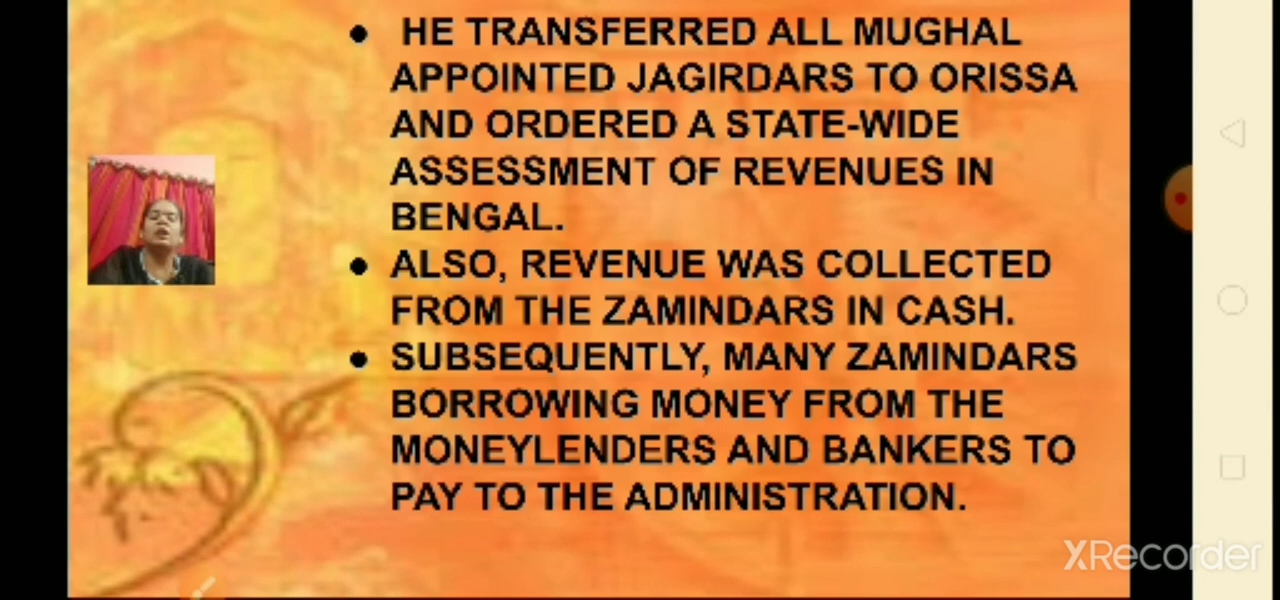 ● HE TRANSFERRED ALL MUGHAL
APPOINTED JAGIRDARS TO ORISSA
AND ORDERED A STATE-WIDE
ASSESSMENT OF REVENUES IN
BENGAL.
● ALSO, REVENUE WAS COLLECTED
FROM THE ZAMINDARS IN CASH.
● SUBSEQUENTLY, MANY ZAMINDARS
BORROWING MONEY FROM THE
MONEYLENDERS AND BANKERS TO
PAY TO THE ADMINISTRATION.
XRecorder